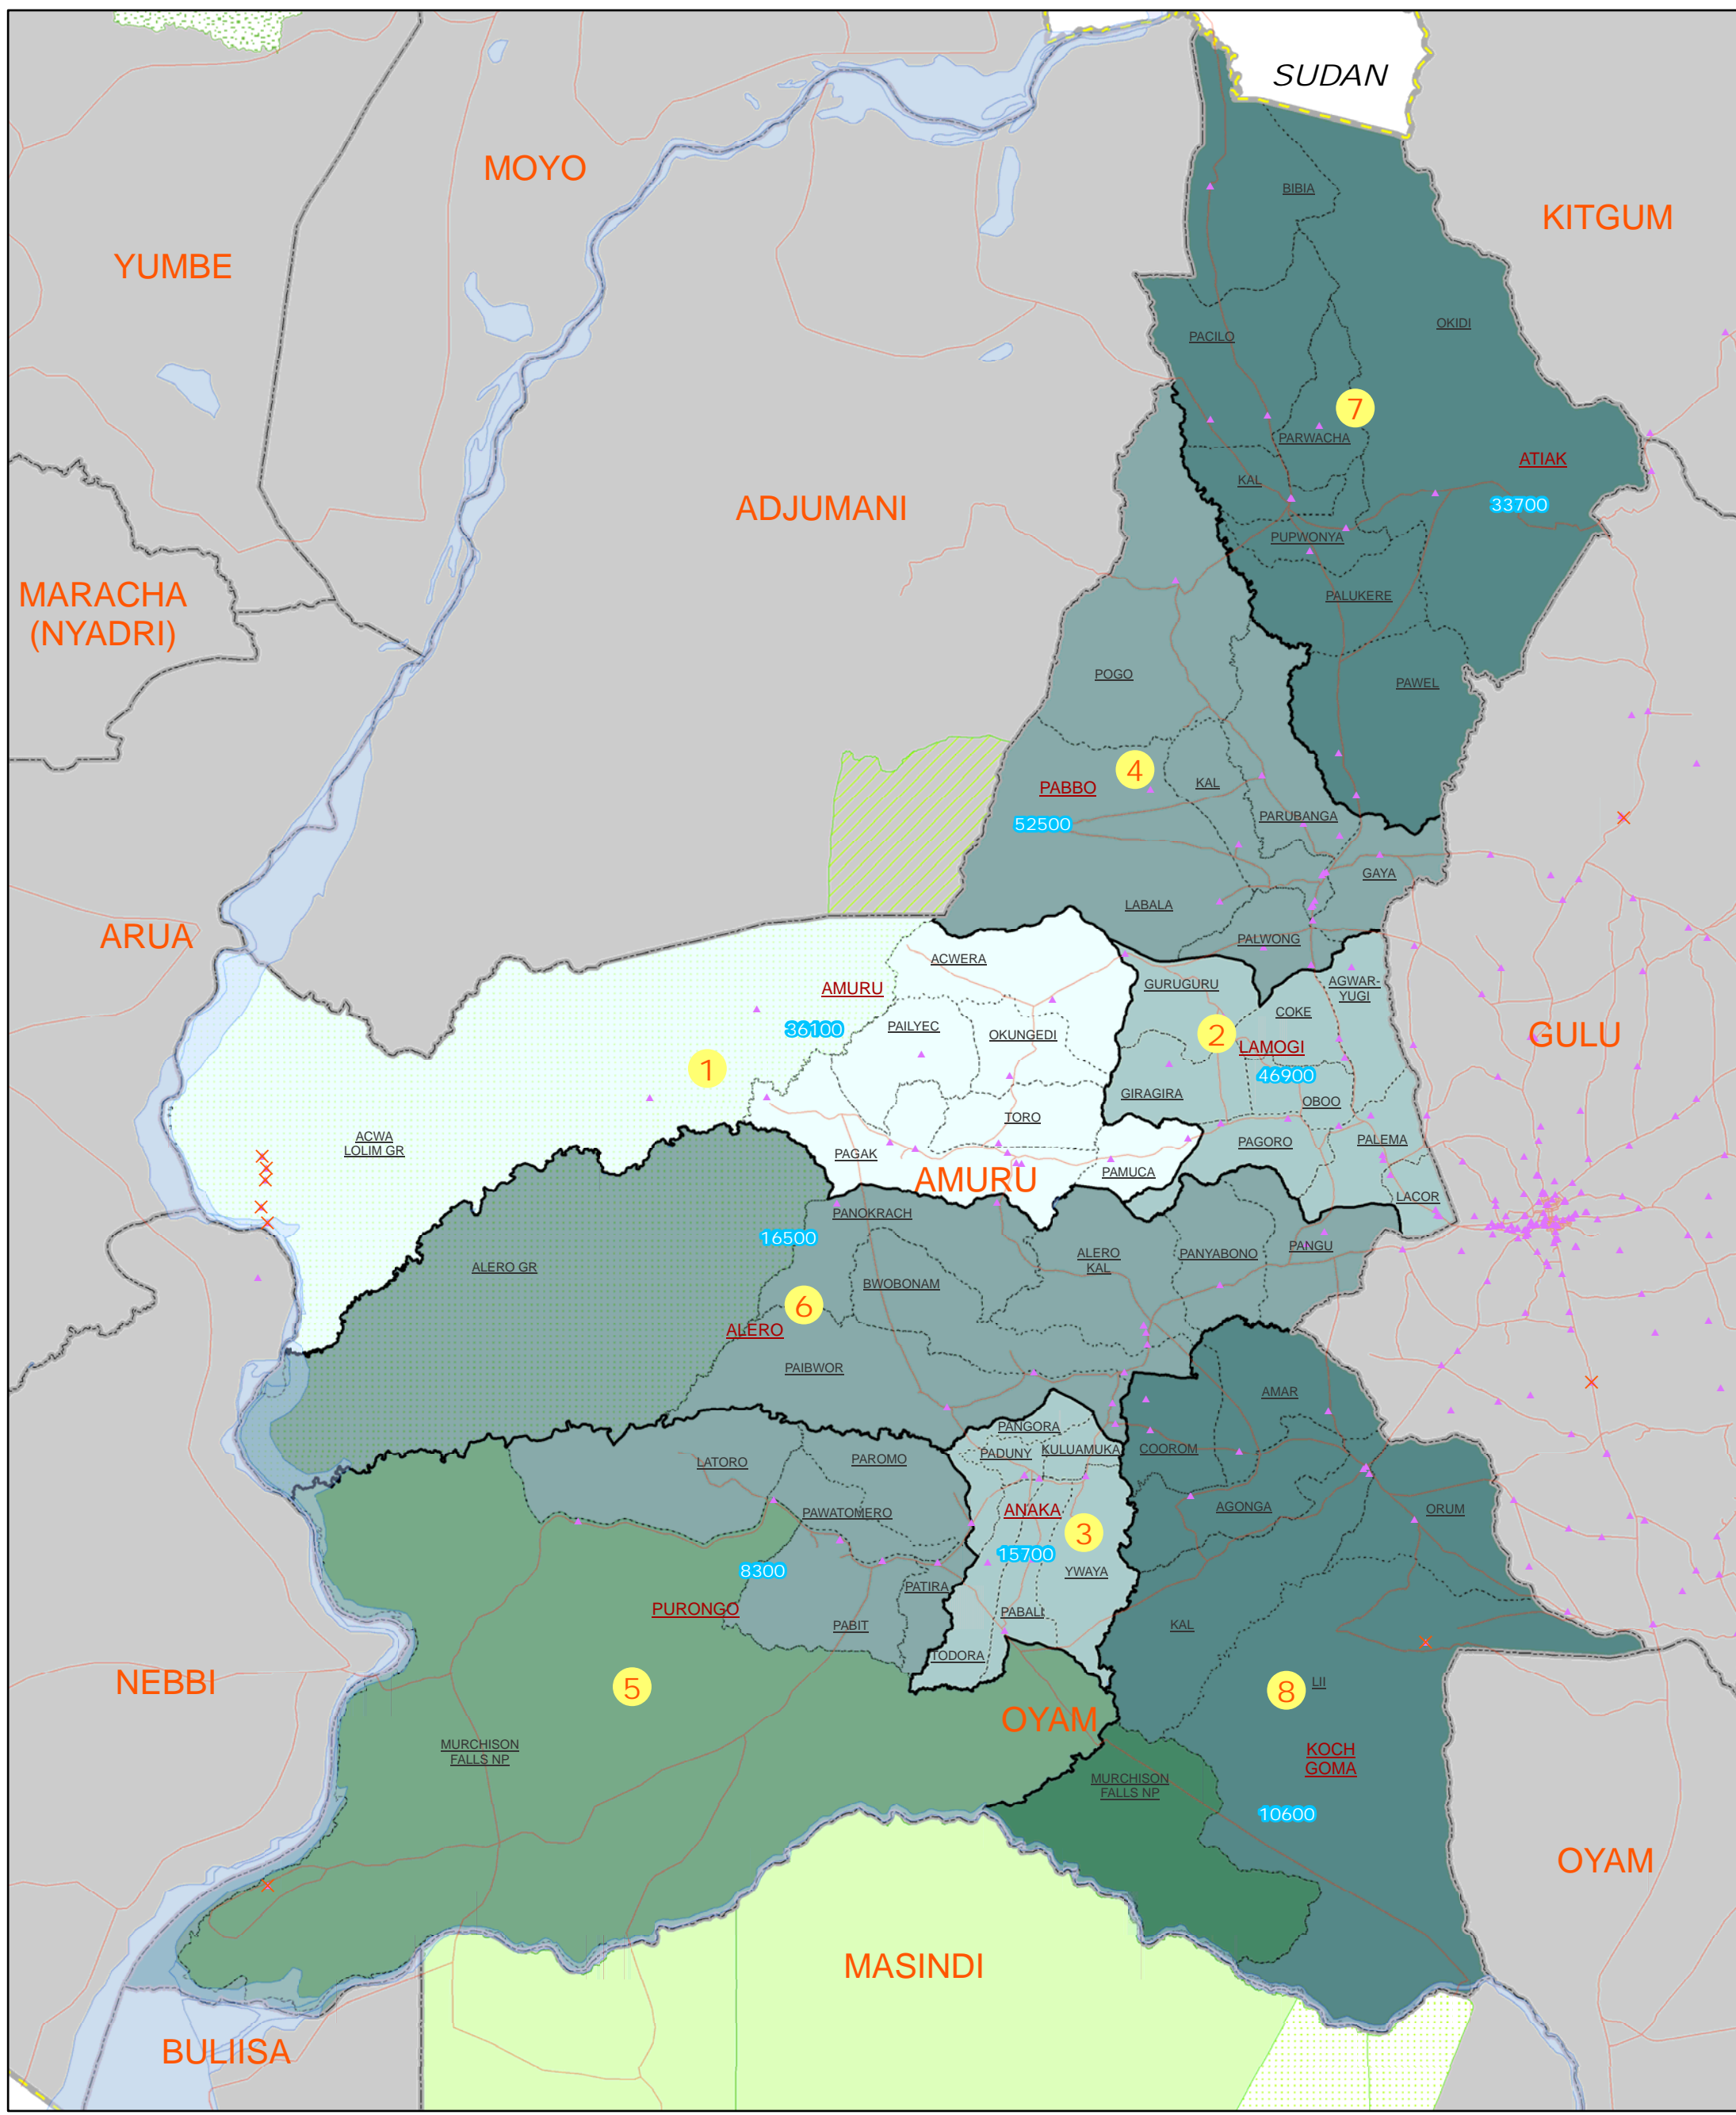 SUDAN
MOYO
BIBIA
KITGUM
YUMBE
OKIDI
PACILO
7
PARWACHA
ATIAK
KAL
33700
ADJUMANI
PUPWONYA
MARACHA
(NYADRI)
PALUKERE
POGO
PAWEL
4
PABBO
KAL
52500
PARUBANGA
GAYA
LABALA
ARUA
PALWONG
ACWERA
AMURU
GURUGURU
AGWAR-
YUGI
COKE
36100
PAILYEC
OKUNGEDI
2
GULU
LAMOGI
1
46900
GIRAGIRA
OBOO
TORO
ACWA
LOLIM GR
PAGAK
PAGORO
PALEMA
AMURU
PAMUCA
LACOR
PANOKRACH
16500
ALERO
KAL
PANYABONO
PANGU
ALERO GR
BWOBONAM
6
ALERO
PAIBWOR
AMAR
PANGORA
PADUNY
KULUAMUKA
COOROM
LATORO
PAROMO
PAWATOMERO
ANAKA
AGONGA
ORUM
3
15700
8300
YWAYA
PATIRA
PURONGO
PABIT
PABALI
KAL
TODORA
NEBBI
5
8
LII
OYAM
MURCHISON
FALLS NP
KOCH
GOMA
MURCHISON
FALLS NP
10600
OYAM
MASINDI
BULIISA